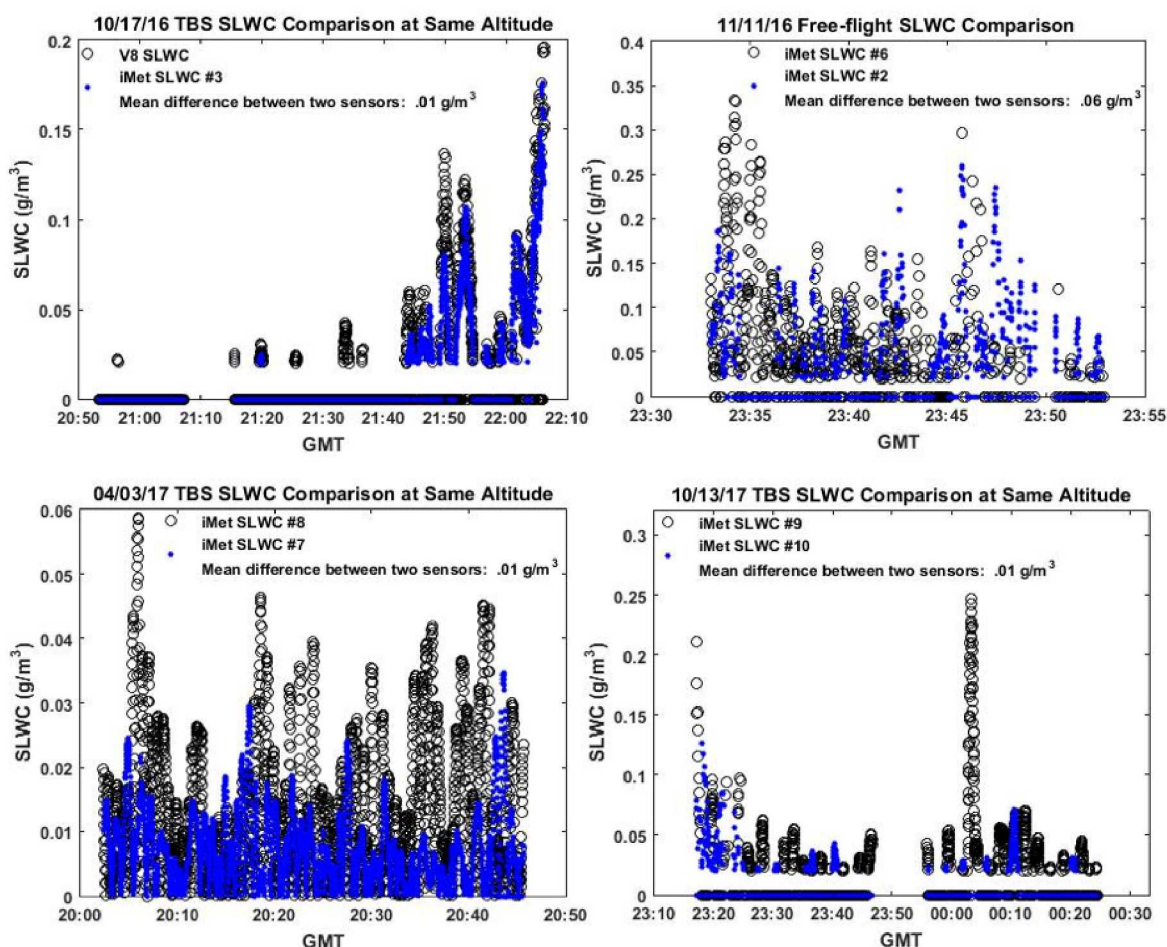 10/17/16 TBS SLWC Comparison at Same Altitude
V8 SLWC
iMet SLWC #3
Mean difference between two sensors: .01 g/m³
SLWC (g/m³)
0.2
0.15
0.1
0.05
0
20:50 21:00 21:10 21:20 21:30 21:40 21:50 22:00 22:10
GMT
11/11/16 Free-flight SLWC Comparison
iMet SLWC #6
iMet SLWC #2
Mean difference between two sensors: .06 g/m³
SLWC (g/m³)
0.4
0.35
0.3
0.25
0.2
0.15
0.1
0.05
0
23:30 23:35 23:40 23:45 23:50 23:55
GMT
04/03/17 TBS SLWC Comparison at Same Altitude
iMet SLWC #8
iMet SLWC #7
Mean difference between two sensors: .01 g/m³
SLWC (g/m³)
0.06
0.05
0.04
0.03
0.02
0.01
0
20:00 20:10 20:20 20:30 20:40 20:50
GMT
10/13/17 TBS SLWC Comparison at Same Altitude
iMet SLWC #9
iMet SLWC #10
Mean difference between two sensors: .01 g/m³
SLWC (g/m³)
0.3
0.25
0.2
0.15
0.1
0.05
0
23:10 23:20 23:30 23:40 23:50 00:00 00:10 00:20 00:30
GMT